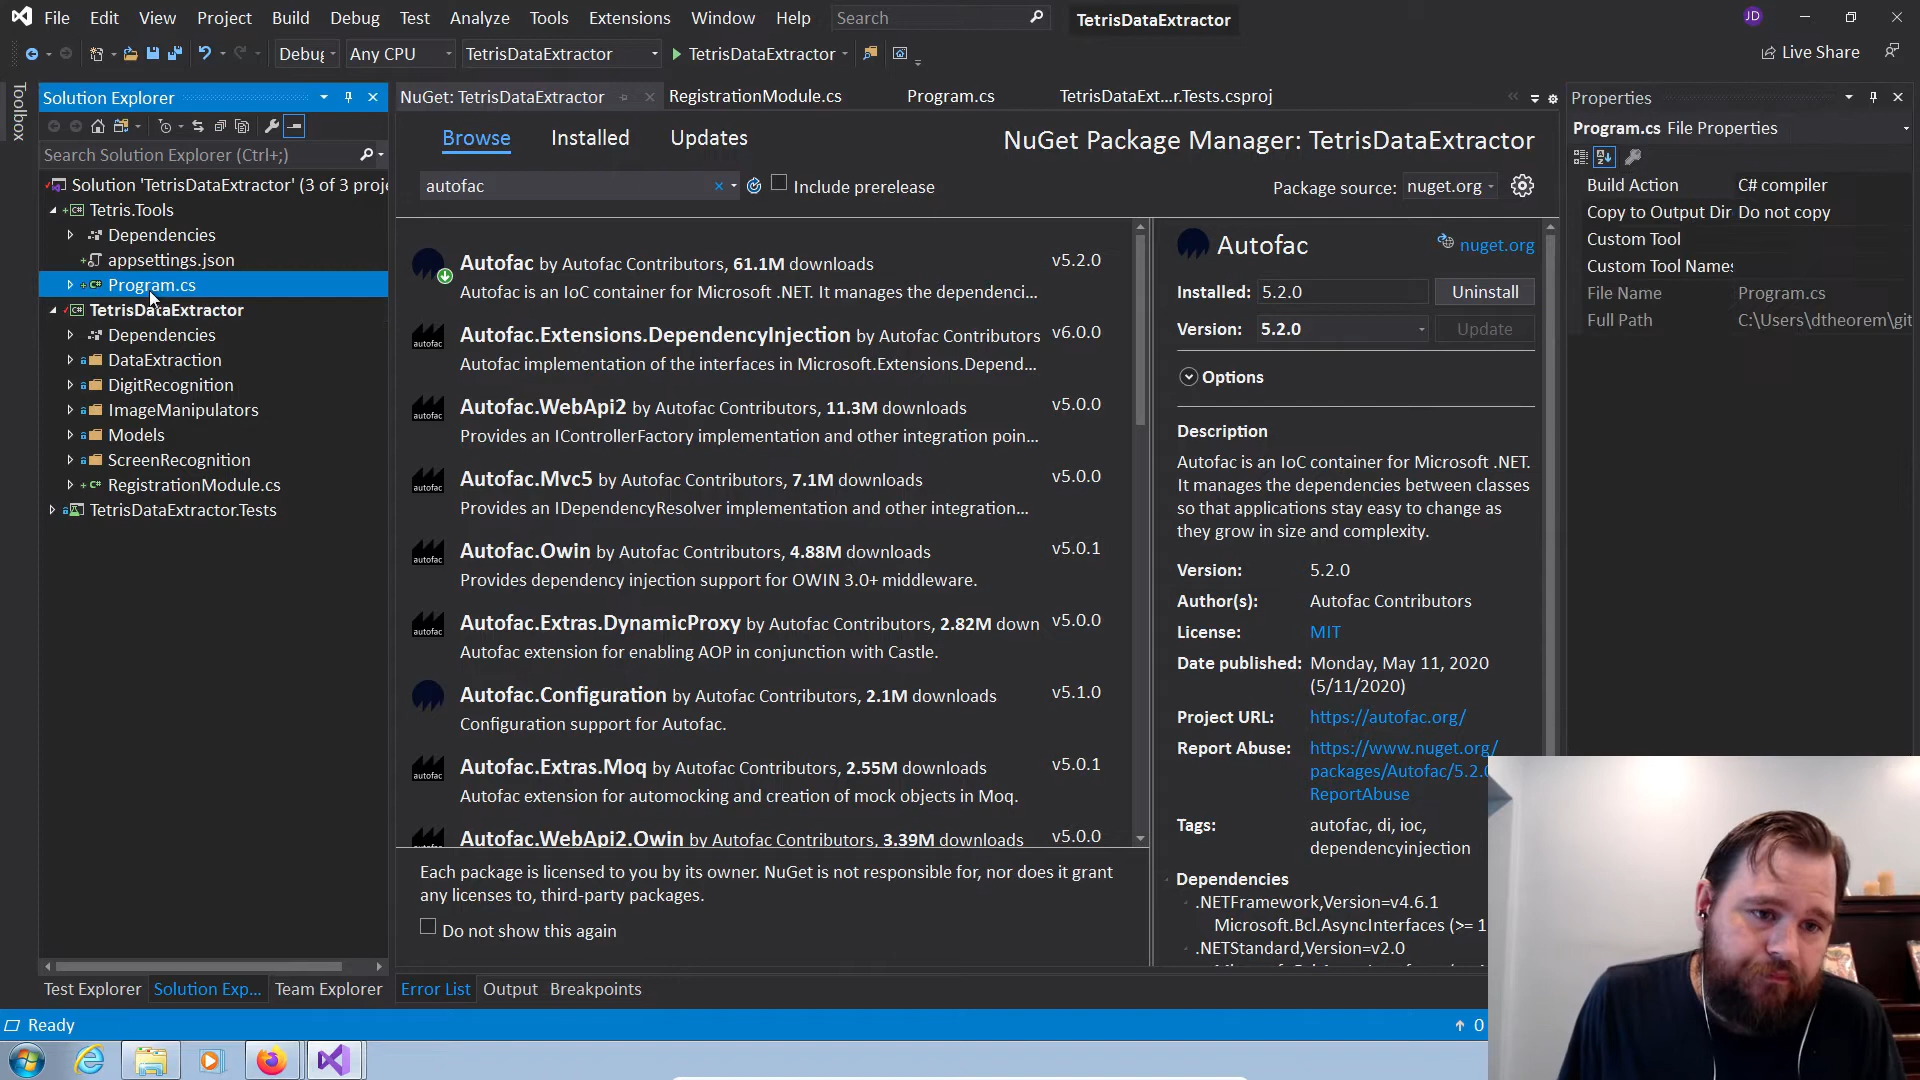 File Edit View Project Build Debug Test Analyze Tools Extensions Window Help Search TetrisDataExtractor JD
Debug Any CPU TetrisDataExtractor TetrisDataExtractor Live Share
Toolbox
Solution Explorer
Search Solution Explorer (Ctrl+;)
Solution 'TetrisDataExtractor' (3 of 3 proje
Tetris.Tools
Dependencies
appsettings.json
Program.cs
TetrisDataExtractor
Dependencies
DataExtraction
DigitRecognition
ImageManipulators
Models
ScreenRecognition
RegistrationModule.cs
TetrisDataExtractor.Tests
Test Explorer Solution Exp... Team Explorer
NuGet: TetrisDataExtractor RegistrationModule.cs Program.cs TetrisDataExt...r.Tests.csproj
Browse Installed Updates NuGet Package Manager: TetrisDataExtractor
autofac Include prerelease Package source: nuget.org
Autofac by Autofac Contributors, 61.1M downloads v5.2.0
Autofac is an IoC container for Microsoft .NET. It manages the dependenci...
autofac
Autofac.Extensions.DependencyInjection by Autofac Contributors v6.0.0
Autofac implementation of the interfaces in Microsoft.Extensions.Depend...
autofac
Autofac.WebApi2 by Autofac Contributors, 11.3M downloads v5.0.0
Provides an IControllerFactory implementation and other integration poin...
autofac
Autofac.Mvc5 by Autofac Contributors, 7.1M downloads v5.0.0
Provides an IDependencyResolver implementation and other integration...
autofac
Autofac.Owin by Autofac Contributors, 4.88M downloads v5.0.1
Provides dependency injection support for OWIN 3.0+ middleware.
autofac
Autofac.Extras.DynamicProxy by Autofac Contributors, 2.82M down v5.0.0
Autofac extension for enabling AOP in conjunction with Castle.
Autofac.Configuration by Autofac Contributors, 2.1M downloads v5.1.0
Configuration support for Autofac.
autofac
Autofac.Extras.Moq by Autofac Contributors, 2.55M downloads v5.0.1
Autofac extension for automocking and creation of mock objects in Moq.
Autofac.WebApi2.Owin by Autofac Contributors, 3.39M downloads v5.0.0
Each package is licensed to you by its owner. NuGet is not responsible for, nor does it grant
any licenses to, third-party packages.
Do not show this again
Autofac nuget.org
Installed: 5.2.0 Uninstall
Version: 5.2.0 Update
Options
Description
Autofac is an IoC container for Microsoft .NET.
It manages the dependencies between classes
so that applications stay easy to change as
they grow in size and complexity.
Version: 5.2.0
Author(s): Autofac Contributors
License: MIT
Date published: Monday, May 11, 2020
(5/11/2020)
Project URL: https://autofac.org/
Report Abuse: https://www.nuget.org/
packages/Autofac/5.2.0
ReportAbuse
Tags: autofac, di, ioc,
dependencyinjection
Dependencies
.NETFramework,Version=v4.6.1
Microsoft.Bcl.AsyncInterfaces (>= 1
.NETStandard,Version=v2.0
Properties
Program.cs File Properties
Build Action C# compiler
Copy to Output Dir Do not copy
Custom Tool
Custom Tool Names
File Name Program.cs
Full Path C:\Users\dtheorem\git
Error List Output Breakpoints
Ready 0